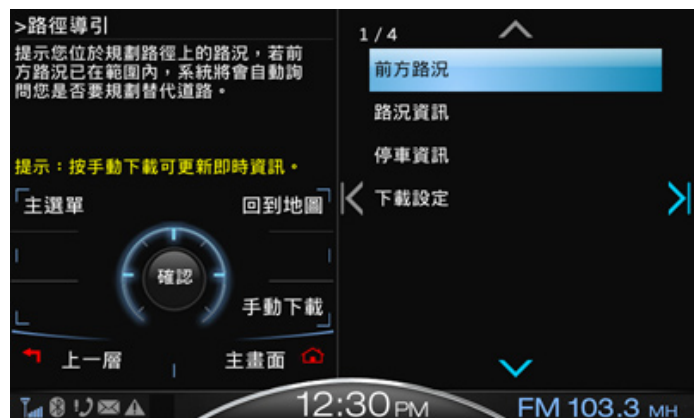 >路徑導引
提示您位於規劃路徑上的路況，若前
方路況已在範圍內，系統將會自動詢
問您是否要規劃替代道路。
提示：按手動下載可更新即時資訊。
主選單
回到地圖
確認
手動下載
上一層
主畫面
1/4
前方路況
路況資訊
停車資訊
下載設定
12:30 PM
FM 103.3 MH